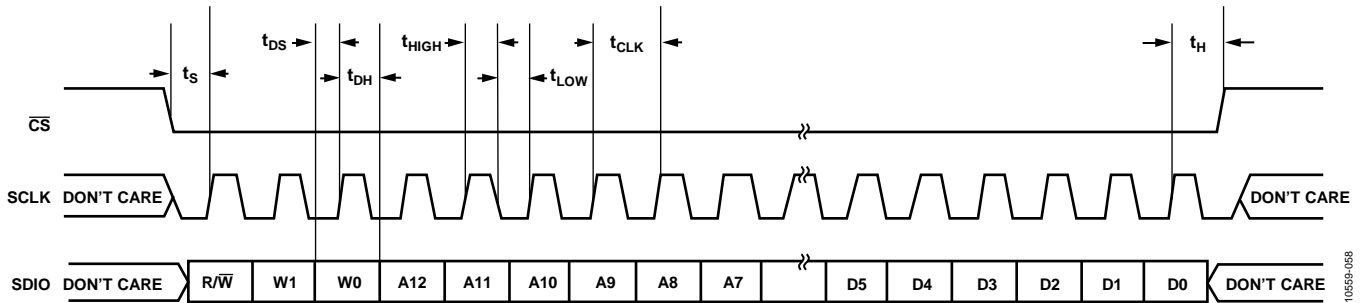 tDS
tHIGH
tCLK
tH
tS
tDH
tLOW
CS
SCLK DON'T CARE DON'T CARE
SDIO DON'T CARE R/W W1 W0 A12 A11 A10 A9 A8 A7 D5 D4 D3 D2 D1 D0 DON'T CARE
10559-058